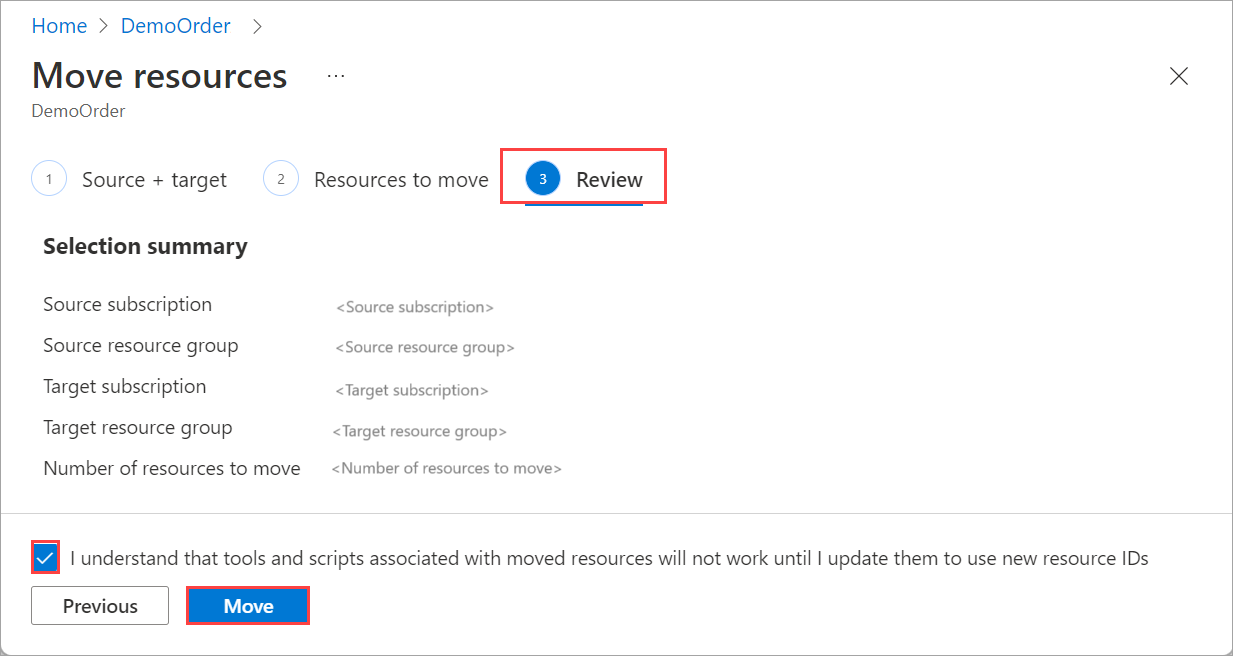 Home > DemoOrder >
Move resources ...
DemoOrder
1 Source + target 2 Resources to move 3 Review
Selection summary
Source subscription <Source subscription>
Source resource group <Source resource group>
Target subscription <Target subscription>
Target resource group <Target resource group>
Number of resources to move <Number of resources to move>
I understand that tools and scripts associated with moved resources will not work until I update them to use new resource IDs
Previous Move